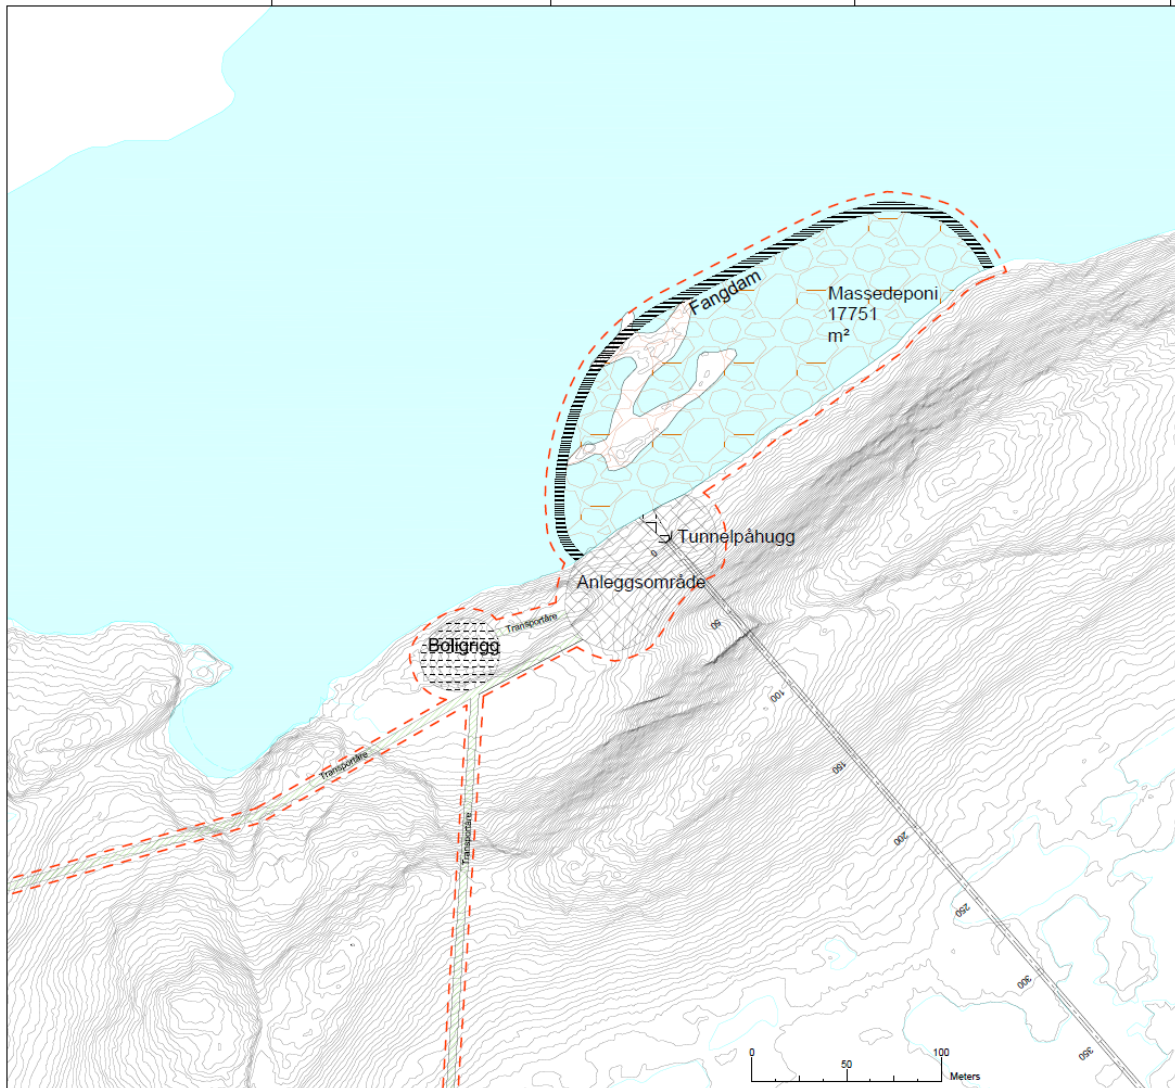 Fangdam
Massedeponi
17751
m²
Tunnelpåhugg
0
Anleggsområde
Transportåre
50
Boligrigg
100
Transportåre
150
Transportåre
200
250
300
350
0
50
100
Meters